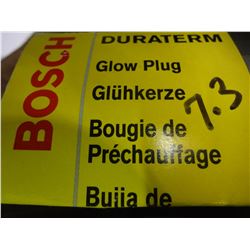 BOSCH
DURATERM
Glow Plug
Glühkerze
7.3
Bougie de
Préchauffage
Bujia de